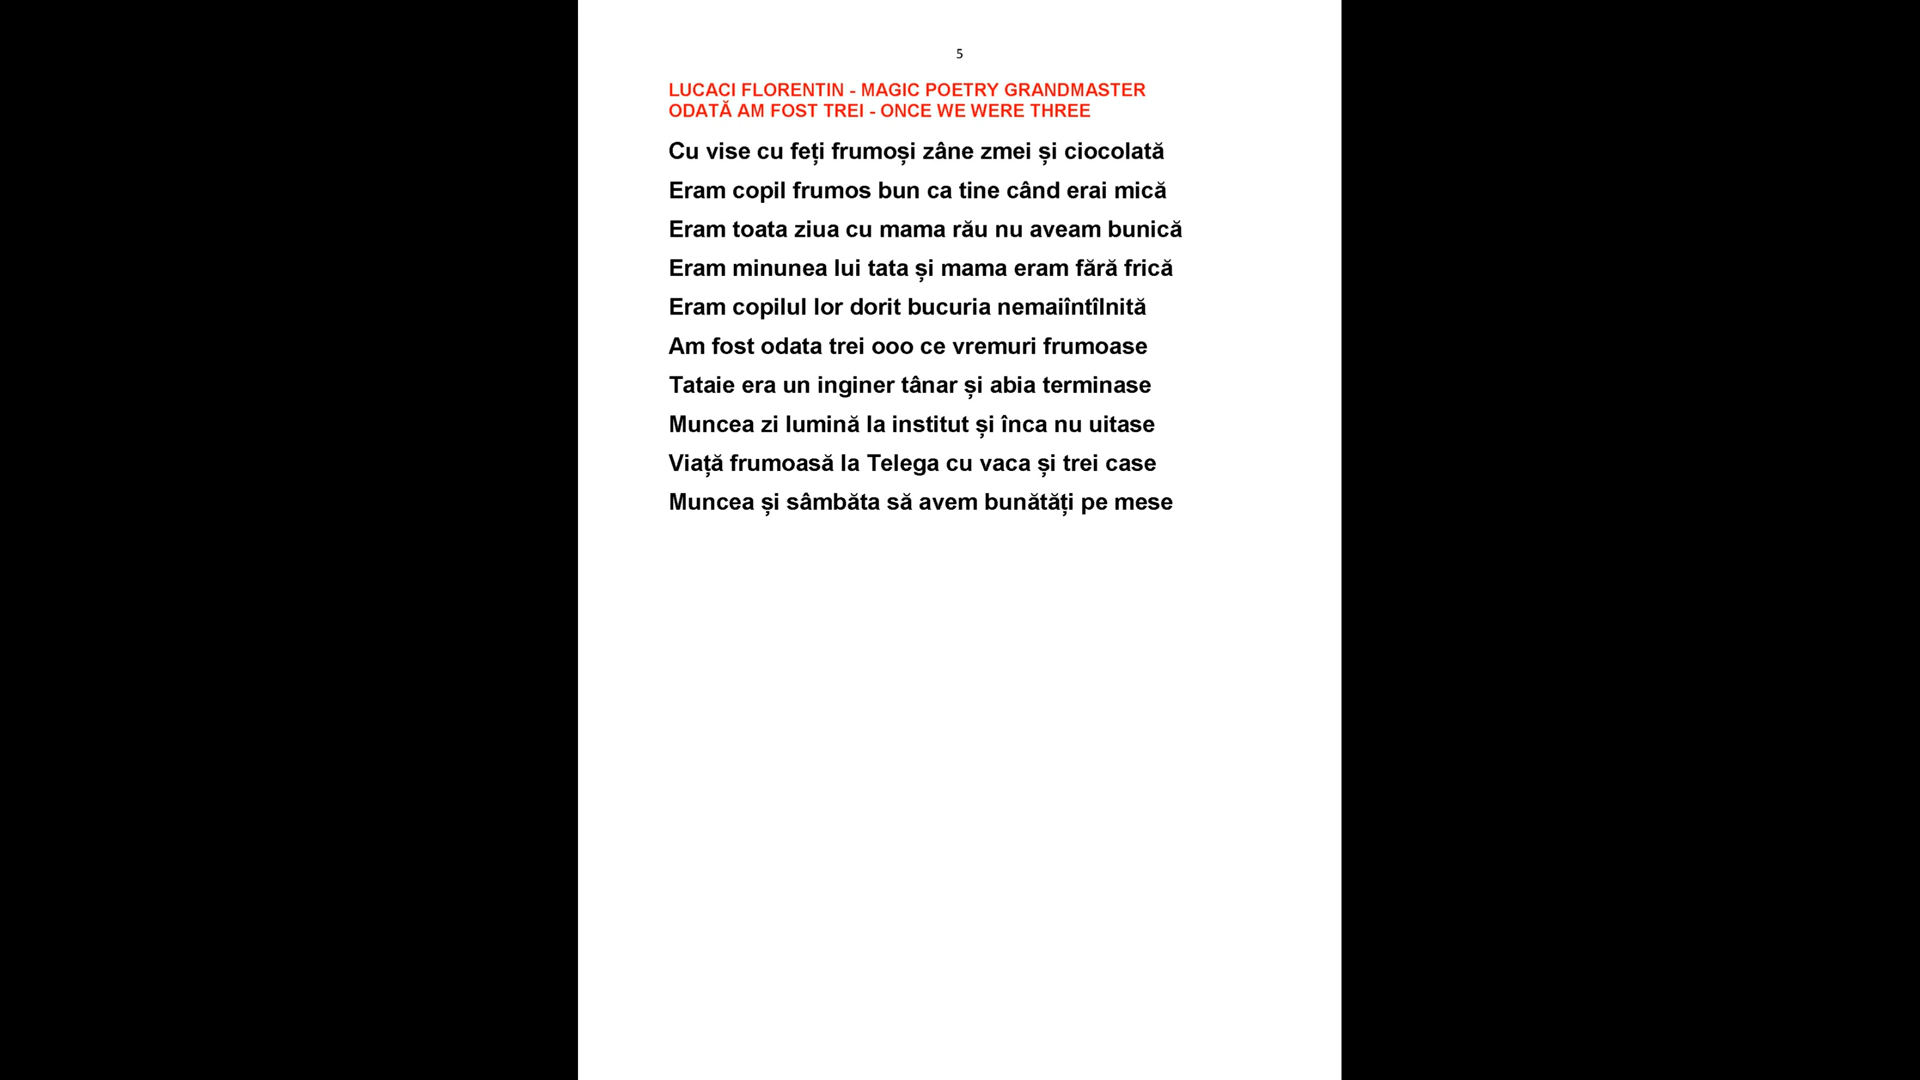 5
LUCACI FLORENTIN - MAGIC POETRY GRANDMASTER
ODATĂ AM FOST TREI - ONCE WE WERE THREE
Cu vise cu feți frumoși zâne zmei și ciocolată
Eram copil frumos bun ca tine când erai mică
Eram toata ziua cu mama rău nu aveam bunică
Eram minunea lui tata și mama eram fără frică
Eram copilul lor dorit bucuria nemaiîntîlnită
Am fost odata trei ooo ce vremuri frumoase
Tataie era un inginer tânar și abia terminase
Muncea zi lumină la institut și înca nu uitase
Viață frumoasă la Telega cu vaca și trei case
Muncea și sâmbăta să avem bunătăți pe mese